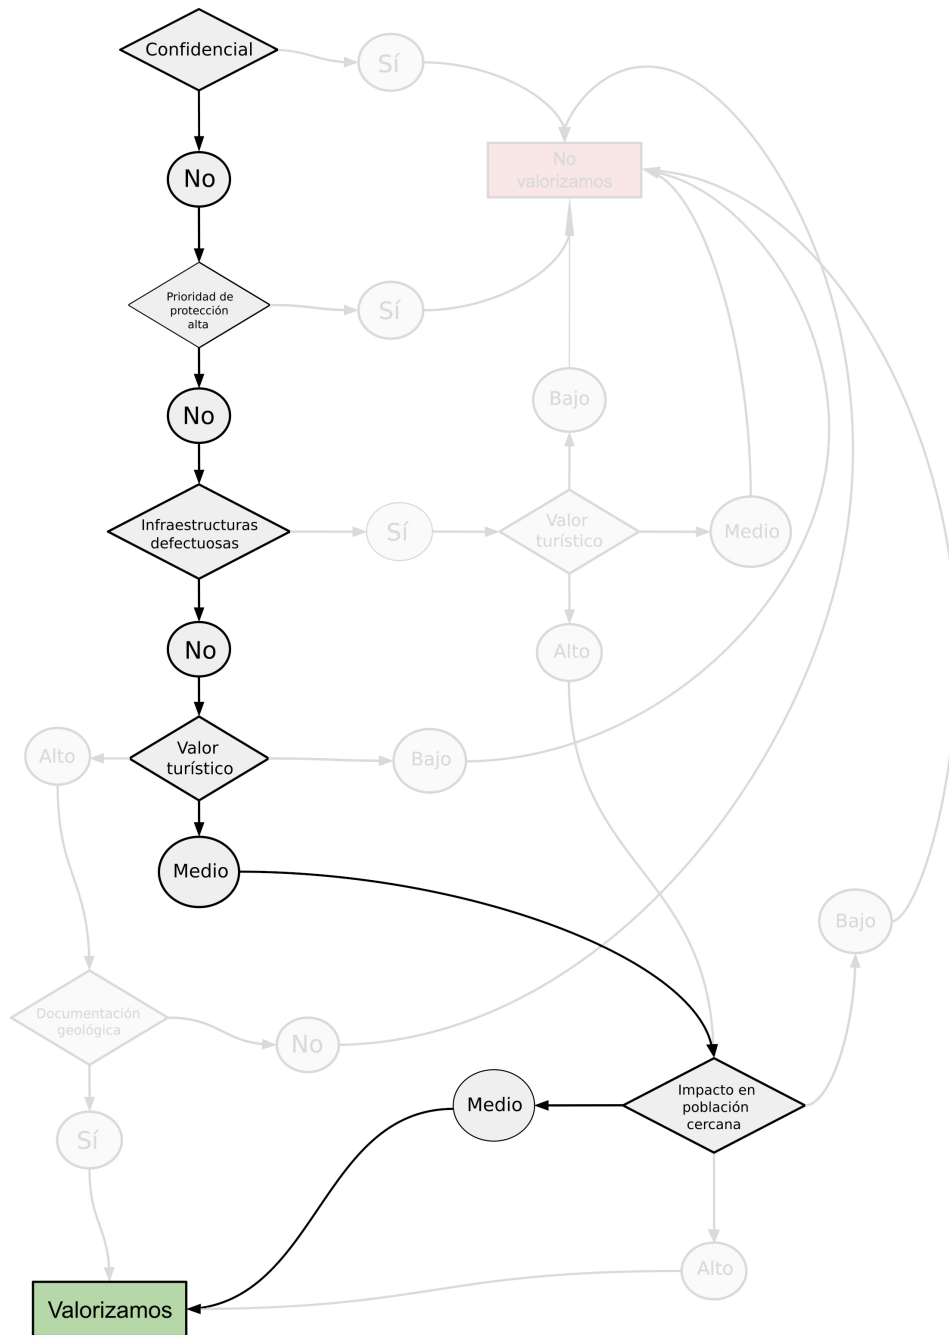 Confidencial
Sí
No
valorizamos
No
Prioridad de
protección
alta
Sí
No
Bajo
Infraestructuras
defectuosas
Sí
Valor
turístico
Medio
No
Alto
Alto
Valor
turístico
Bajo
Medio
Bajo
Documentación
geológica
No
Medio
Impacto en
población
cercana
Sí
Alto
Valorizamos